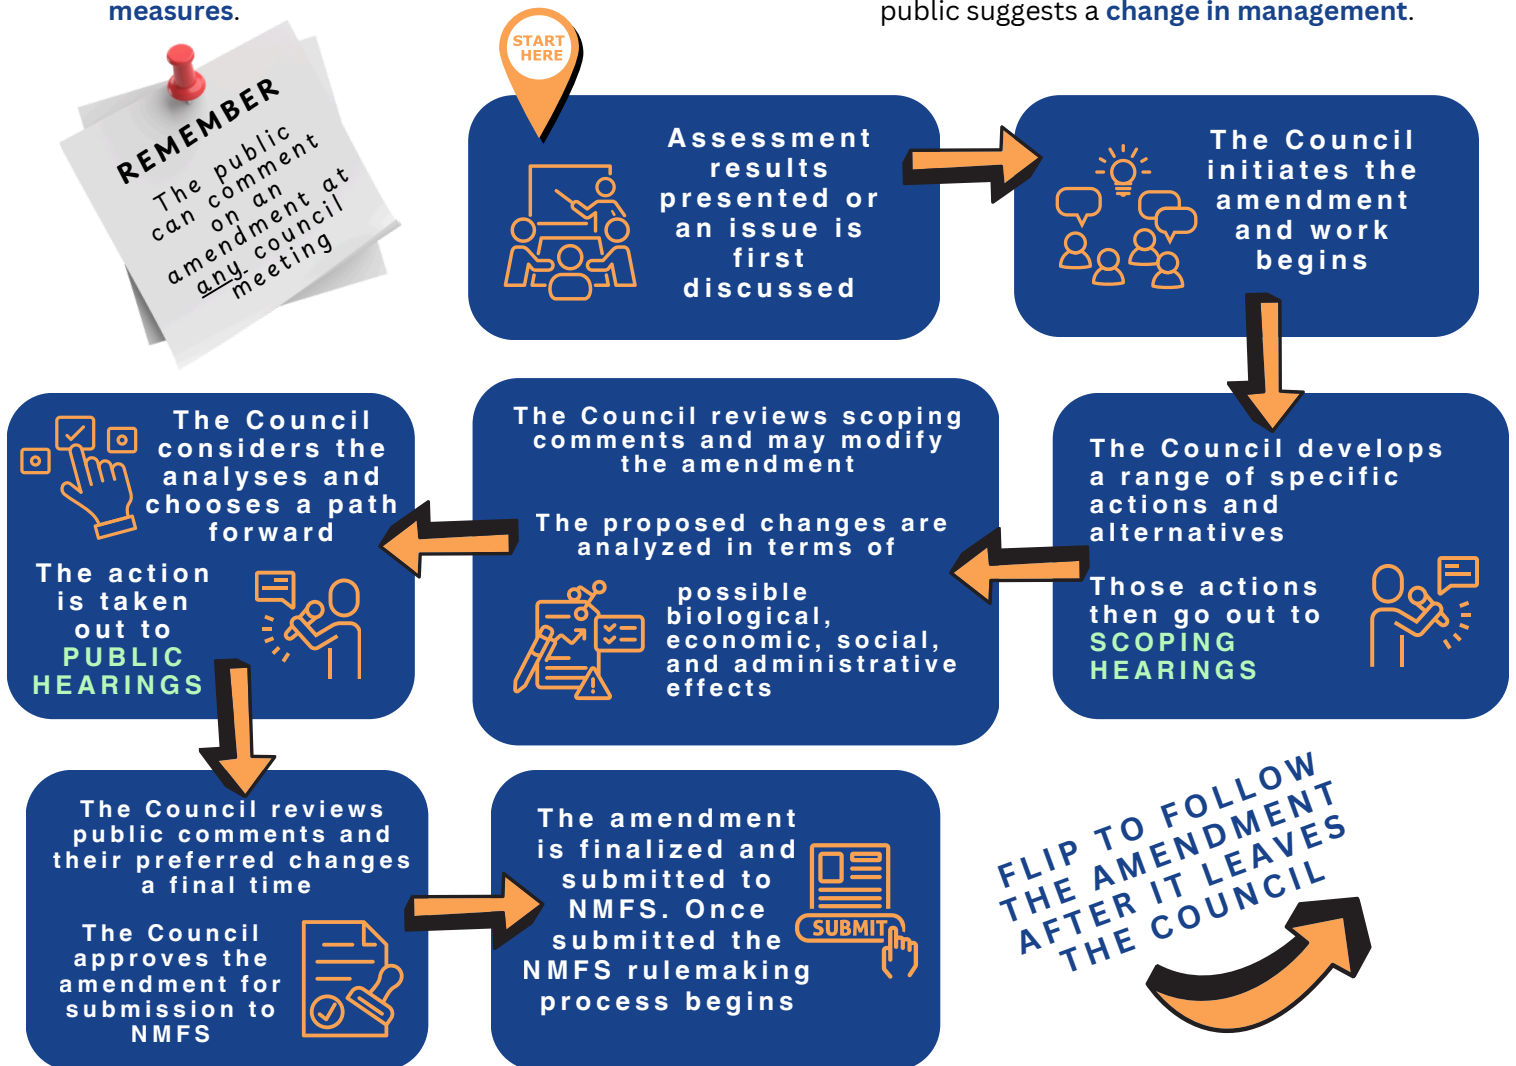 measures.
public suggests a change in management.
REMEMBER
The public
can comment
on an
amendment at
any council
meeting
START
HERE
Assessment
results
presented or
an issue is
first
discussed
The Council
initiates the
amendment
and work
begins
The Council develops
a range of specific
actions and
alternatives
Those actions
then go out to
SCOPING
HEARINGS
The Council reviews scoping
comments and may modify
the amendment
The proposed changes are
analyzed in terms of
possible
biological,
economic, social,
and administrative
effects
The Council
considers the
analyses and
chooses a path
forward
The action
is taken
out to
PUBLIC
HEARINGS
The Council reviews
public comments and
their preferred changes
a final time
The Council
approves the
amendment for
submission to
NMFS
The amendment
is finalized and
submitted to
NMFS. Once
submitted the
NMFS rulemaking
process begins
SUBMIT
FLIP TO FOLLOW
THE AMENDMENT
AFTER IT LEAVES
THE COUNCIL